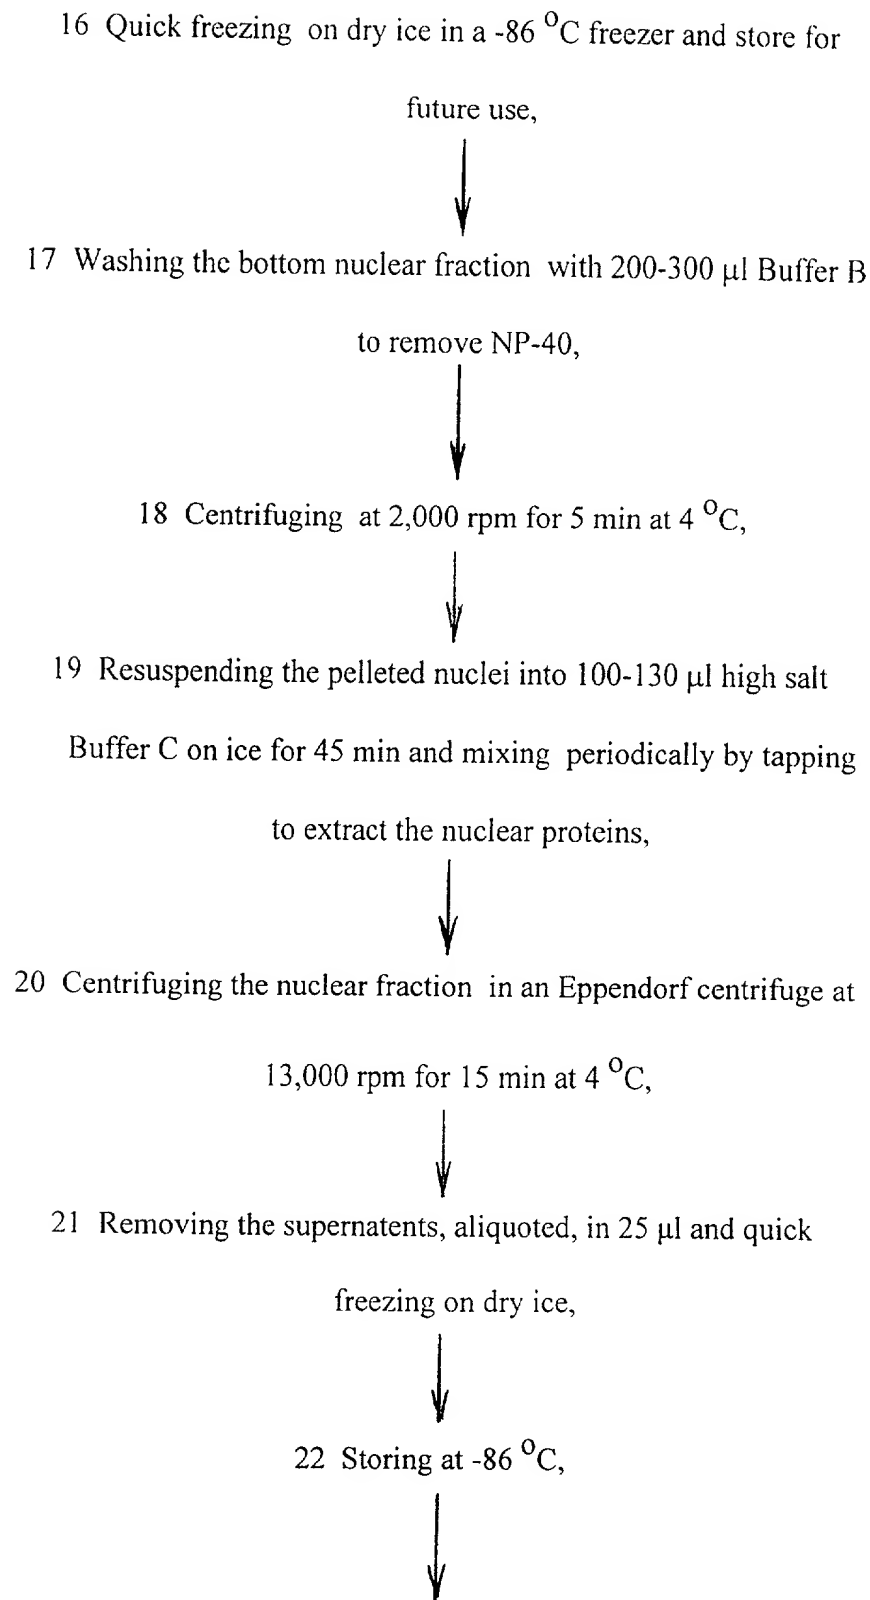 16 Quick freezing on dry ice in a -86 °C freezer and store for
future use,
17 Washing the bottom nuclear fraction with 200-300 µl Buffer B
to remove NP-40,
18 Centrifuging at 2,000 rpm for 5 min at 4 °C,
19 Resuspending the pelleted nuclei into 100-130 µl high salt
Buffer C on ice for 45 min and mixing periodically by tapping
to extract the nuclear proteins,
20 Centrifuging the nuclear fraction in an Eppendorf centrifuge at
13,000 rpm for 15 min at 4 °C,
21 Removing the supernatents, aliquoted, in 25 µl and quick
freezing on dry ice,
22 Storing at -86 °C,